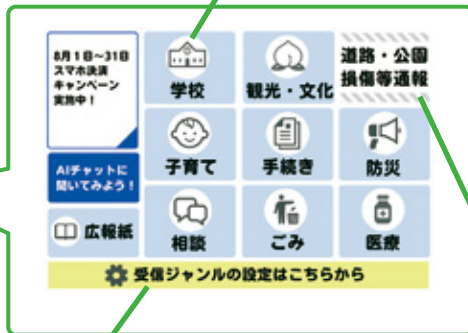 8月1日~31日
スマホ決済
キャンペーン
実施中!
学校
観光・文化
道路・公園
損傷等通報
AIチャットに
聞いてみよう!
子育て
手続き
防災
広報紙
相談
ごみ
医療
受信ジャンルの設定はこちらから